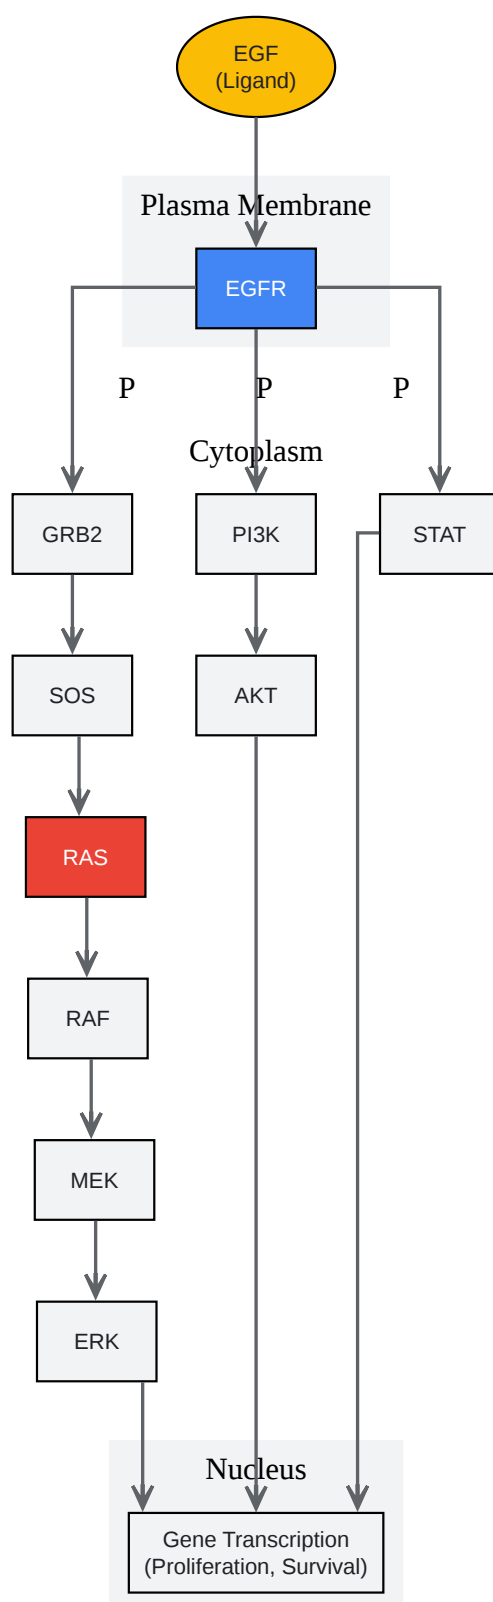 EGF
(Ligand)
Plasma Membrane
EGFR
P
P
P
Cytoplasm
GRB2
PI3K
STAT
SOS
AKT
RAS
RAF
MEK
ERK
Nucleus
Gene Transcription
(Proliferation, Survival)